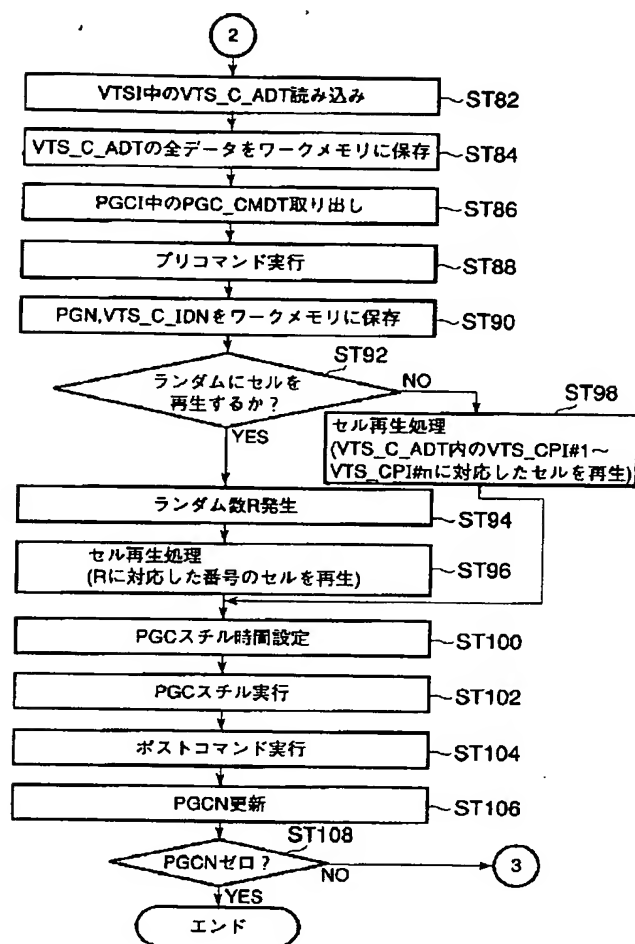 2
VTSI中のVTS_C_ADT読み込み
ST82
VTS_C_ADTの全データをワークメモリに保存
ST84
PGCI中のPGC_CMDT取り出し
ST86
プリコマンド実行
ST88
PGN,VTS_C_IDNをワークメモリに保存
ST90
ST92
ランダムにセルを
再生するか？
NO
YES
ST98
セル再生処理
(VTS_C_ADT内のVTS_CPI#1～
VTS_CPI#nに対応したセルを再生)
ランダム数R発生
ST94
セル再生処理
(Rに対応した番号のセルを再生)
ST96
PGCスチル時間設定
ST100
PGCスチル実行
ST102
ポストコマンド実行
ST104
PGCN更新
ST106
ST108
PGCNゼロ？
NO
3
YES
エンド